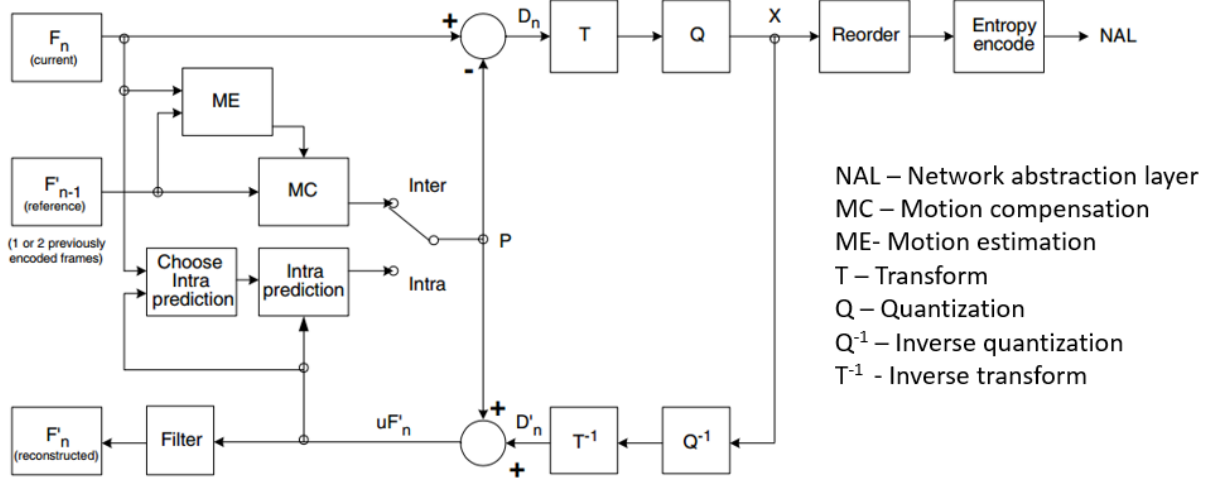 Fn
(current)
+
-
Dn
T
Q
X
Reorder
Entropy
encode
NAL
ME
F'n-1
(reference)
(1 or 2 previously
encoded frames)
MC
Inter
P
Choose
Intra
prediction
Intra
prediction
Intra
F'n
(reconstructed)
Filter
uF'n
+
+
D'n
T-1
Q-1
NAL – Network abstraction layer
MC – Motion compensation
ME- Motion estimation
T – Transform
Q – Quantization
Q-1 – Inverse quantization
T-1 - Inverse transform